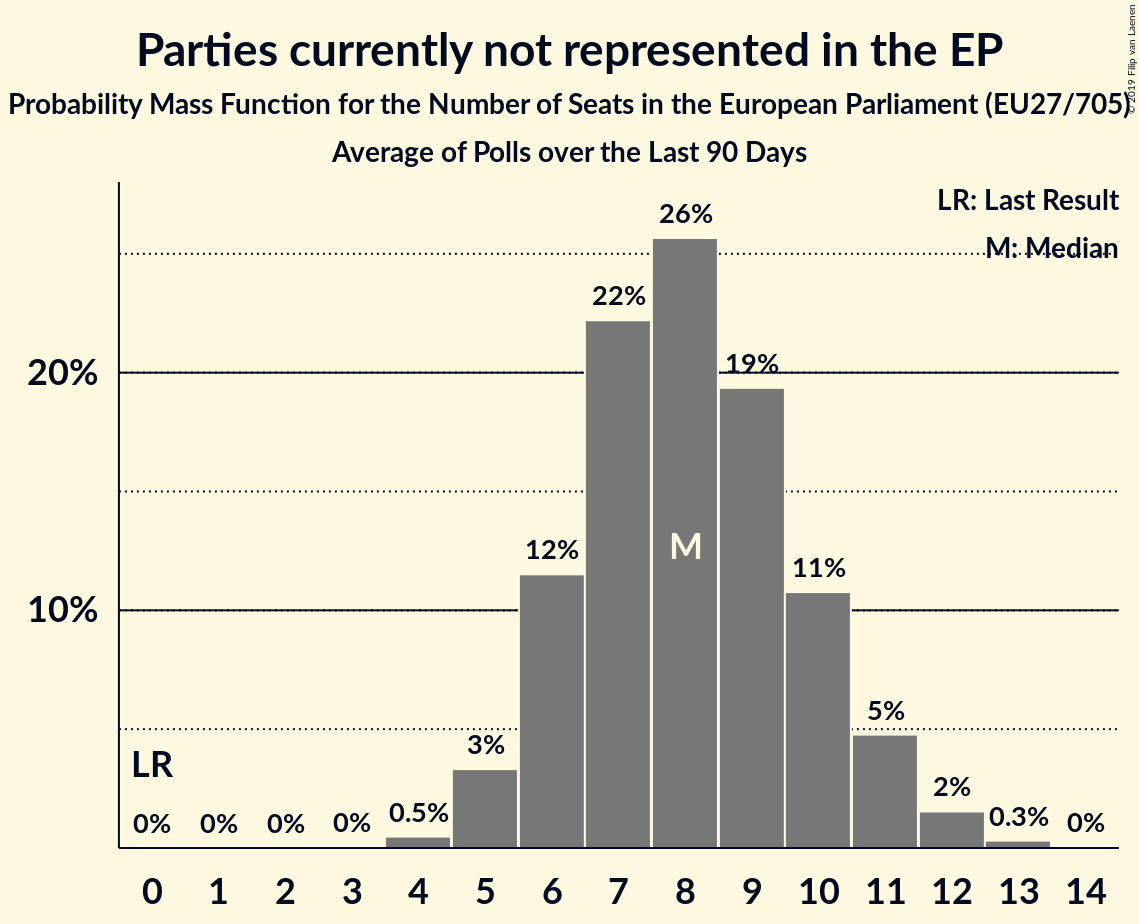 Parties currently not represented in the EP
Probability Mass Function for the Number of Seats in the European Parliament (EU27/705)
Average of Polls over the Last 90 Days
© 2019 Filip van Laenen
LR: Last Result
M: Median
26%
22%
20%
19%
M
12%
11%
10%
5%
3%
LR
2%
0% 0% 0% 0% 0.5% 0.3% 0%
0 1 2 3 4 5 6 7 8 9 10 11 12 13 14